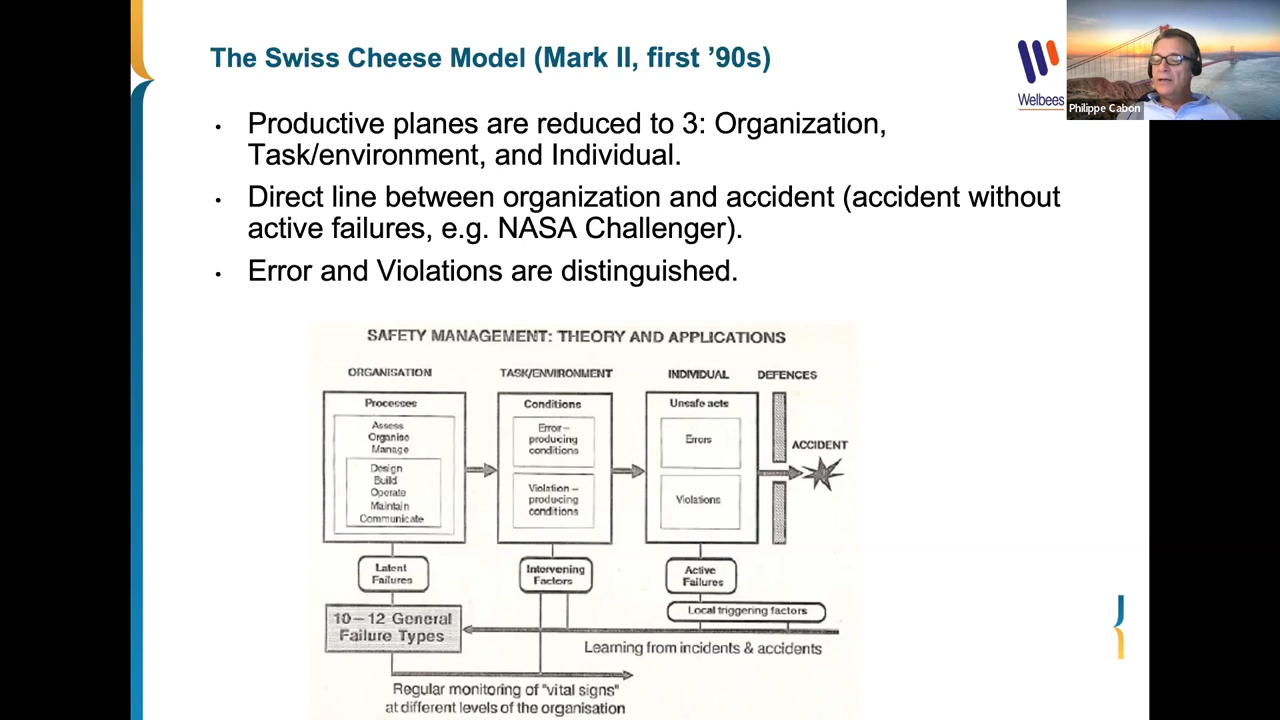 The Swiss Cheese Model (Mark II, first ’90s)
Welbees
Philippe Cabon
• Productive planes are reduced to 3: Organization,
Task/environment, and Individual.
• Direct line between organization and accident (accident without
active failures, e.g. NASA Challenger).
• Error and Violations are distinguished.
SAFETY MANAGEMENT: THEORY AND APPLICATIONS
ORGANISATION
TASK/ENVIRONMENT
INDIVIDUAL
DEFENCES
Processes
Assess
Organise
Manage
Design
Build
Operate
Maintain
Communicate
Conditions
Error–
producing
conditions
Violation–
producing
conditions
Unsafe acts
Errors
Violations
ACCIDENT
Latent
Failures
Intervening
Factors
Active
Failures
Local triggering factors
10–12 General
Failure Types
Learning from incidents & accidents
Regular monitoring of "vital signs"
at different levels of the organisation